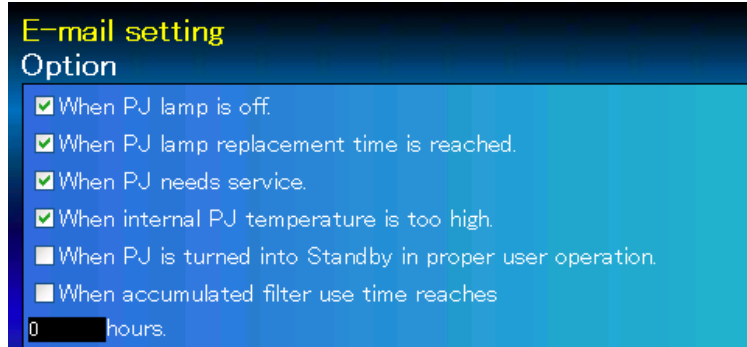 E-mail setting
Option
When PJ lamp is off.
When PJ lamp replacement time is reached.
When PJ needs service.
When internal PJ temperature is too high.
When PJ is turned into Standby in proper user operation.
When accumulated filter use time reaches
0 hours.